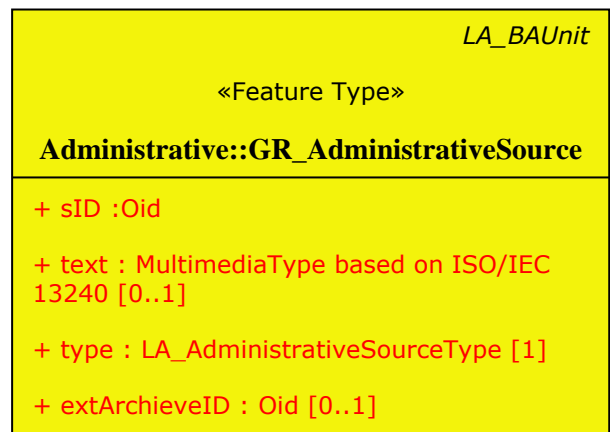 LA_BAUnit
«Feature Type»
Administrative::GR_AdministrativeSource
+ sID :Oid
+ text : MultimediaType based on ISO/IEC
13240 [0..1]
+ type : LA_AdministrativeSourceType [1]
+ extArchieveID : Oid [0..1]